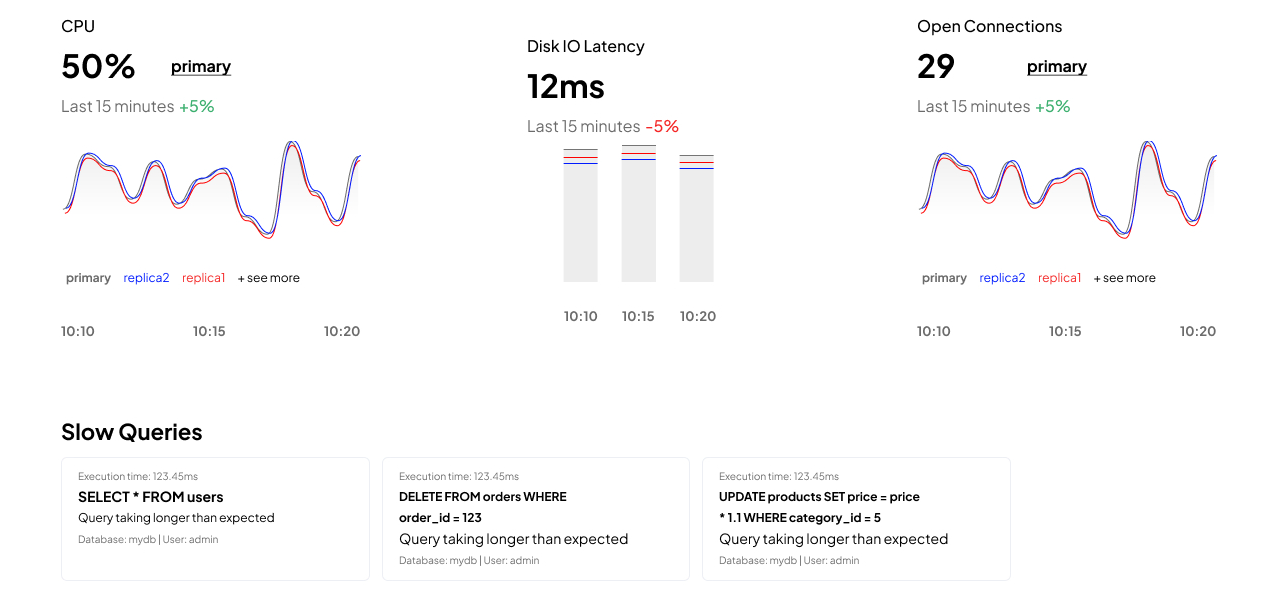 CPU
50% primary
Last 15 minutes +5%
primary replica2 replica1 + see more
10:10 10:15 10:20
Disk IO Latency
12ms
Last 15 minutes -5%
10:10 10:15 10:20
Open Connections
29 primary
Last 15 minutes +5%
primary replica2 replica1 + see more
10:10 10:15 10:20
Slow Queries
Execution time: 123.45ms
SELECT * FROM users
Query taking longer than expected
Database: mydb | User: admin
Execution time: 123.45ms
DELETE FROM orders WHERE
order_id = 123
Query taking longer than expected
Database: mydb | User: admin
Execution time: 123.45ms
UPDATE products SET price = price
* 1.1 WHERE category_id = 5
Query taking longer than expected
Database: mydb | User: admin